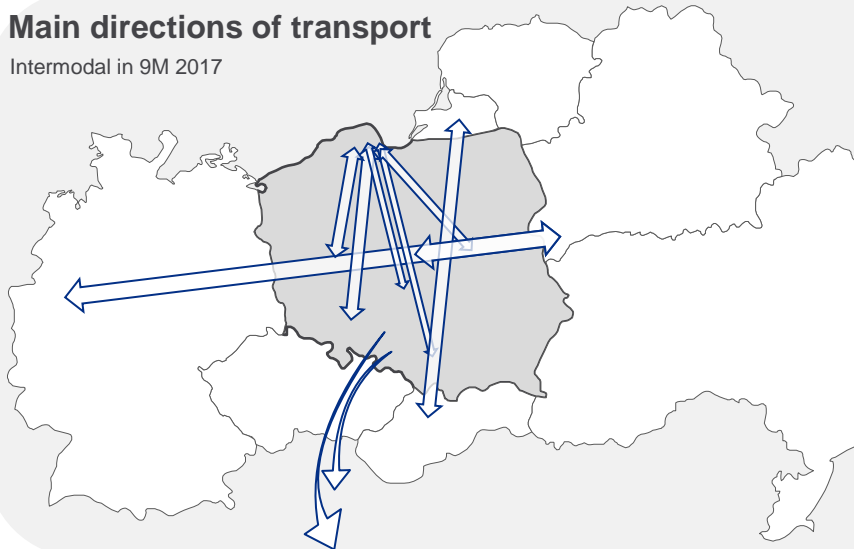 Main directions of transport
Intermodal in 9M 2017